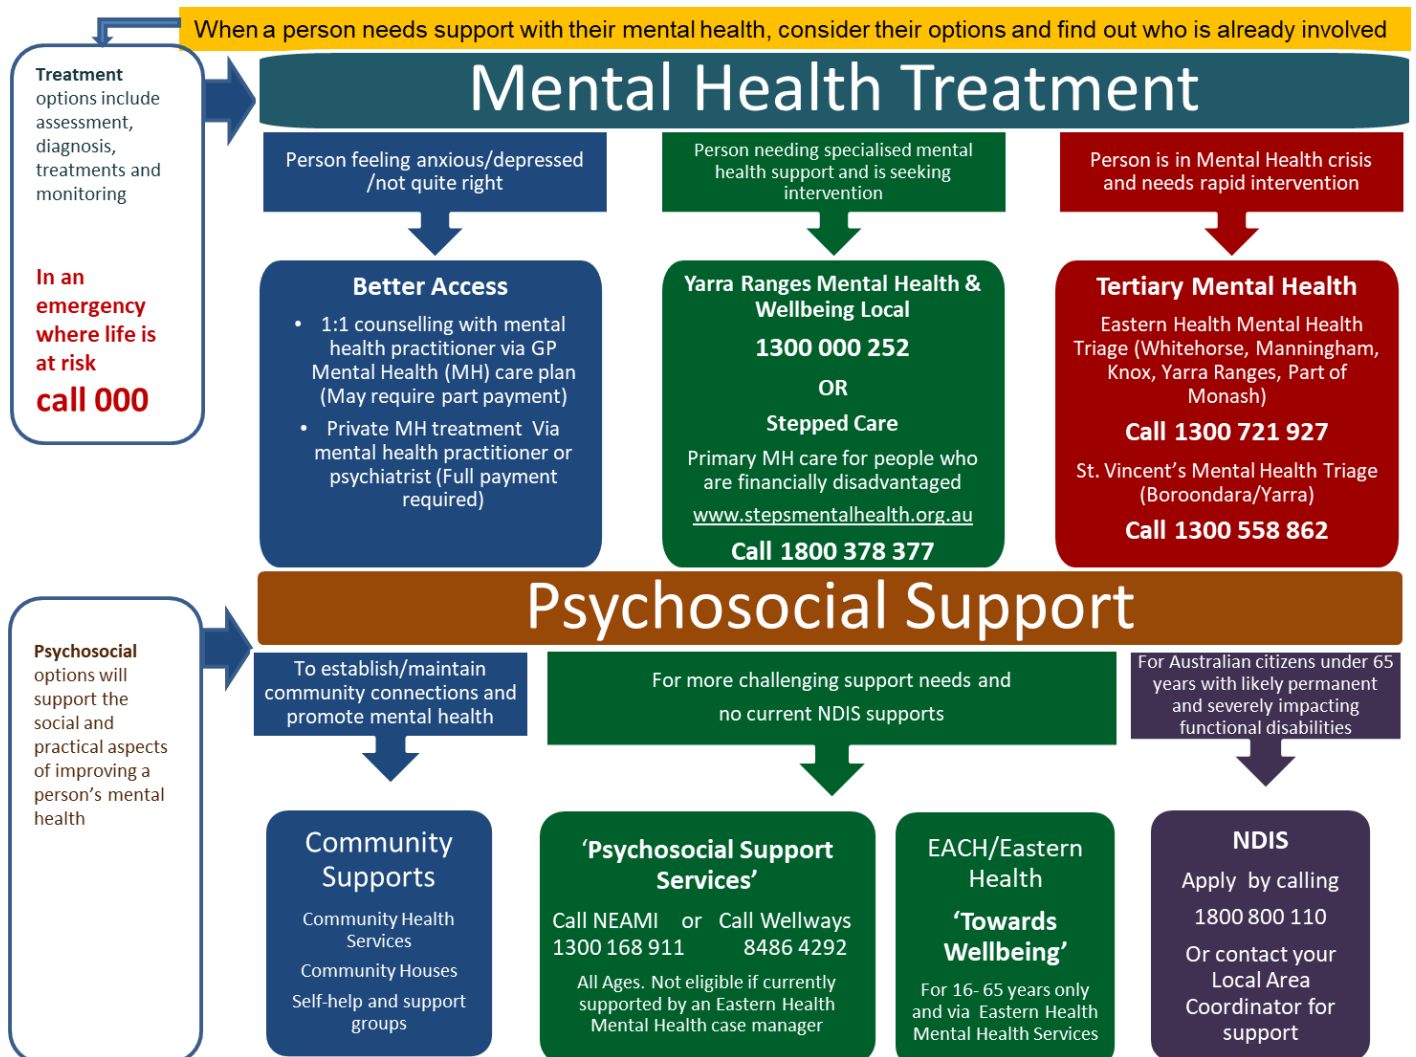 When a person needs support with their mental health, consider their options and find out who is already involved
Treatment
options include
assessment,
diagnosis,
treatments and
monitoring
In an
emergency
where life is
at risk
call 000
Mental Health Treatment
Person feeling anxious/depressed
/not quite right
Better Access
• 1:1 counselling with mental
health practitioner via GP
Mental Health (MH) care plan
(May require part payment)
• Private MH treatment Via
mental health practitioner or
psychiatrist (Full payment
required)
Person needing specialised mental
health support and is seeking
intervention
Yarra Ranges Mental Health &
Wellbeing Local
1300 000 252
OR
Stepped Care
Primary MH care for people who
are financially disadvantaged
www.stepsmentalhealth.org.au
Call 1800 378 377
Person is in Mental Health crisis
and needs rapid intervention
Tertiary Mental Health
Eastern Health Mental Health
Triage (Whitehorse, Manningham,
Knox, Yarra Ranges, Part of
Monash)
Call 1300 721 927
St. Vincent's Mental Health Triage
(Boroondara/Yarra)
Call 1300 558 862
Psychosocial Support
Psychosocial
options will
support the
social and
practical aspects
of improving a
person's mental
health
To establish/maintain
community connections and
promote mental health
Community
Supports
Community Health
Services
Community Houses
Self-help and support
groups
For more challenging support needs and
no current NDIS supports
‘Psychosocial Support
Services’
Call NEAMI or Call Wellways
1300 168 911 8486 4292
All Ages. Not eligible if currently
supported by an Eastern Health
Mental Health case manager
EACH/Eastern
Health
‘Towards
Wellbeing’
For 16- 65 years only
and via Eastern Health
Mental Health Services
For Australian citizens under 65
years with likely permanent
and severely impacting
functional disabilities
NDIS
Apply by calling
1800 800 110
Or contact your
Local Area
Coordinator for
support